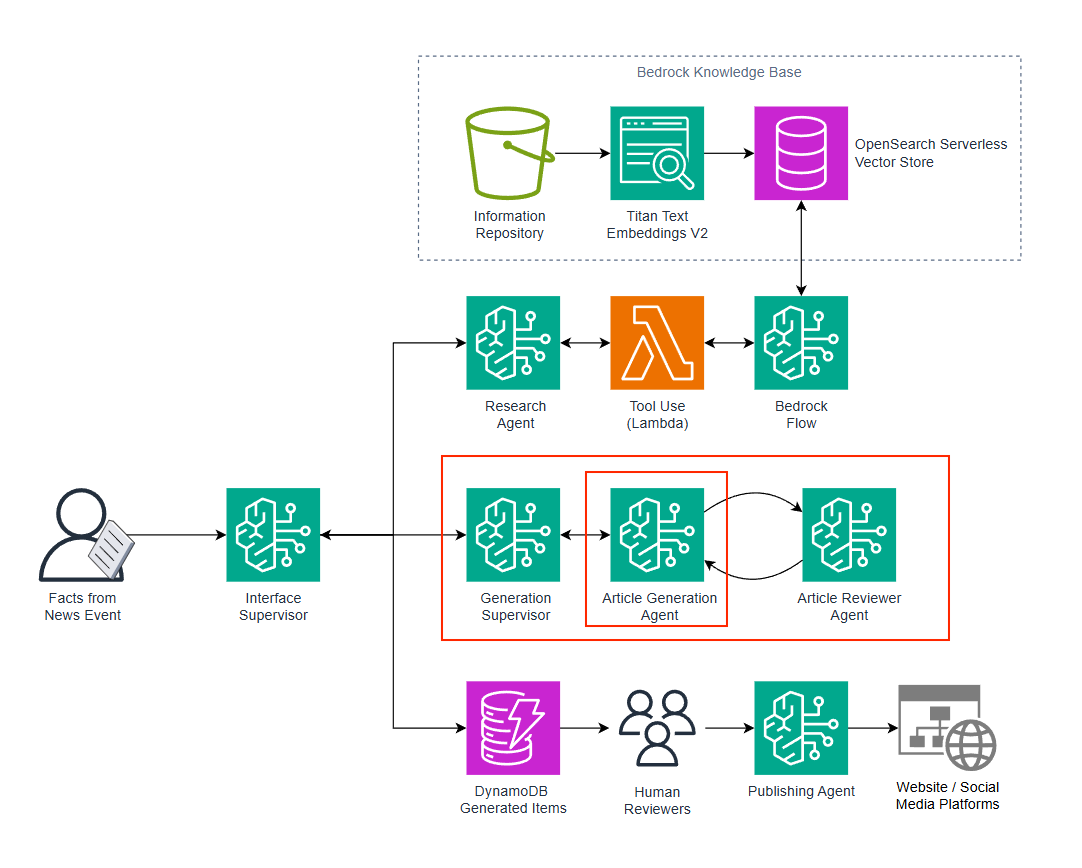 Bedrock Knowledge Base
OpenSearch Serverless
Vector Store
Information
Repository
Titan Text
Embeddings V2
Research
Agent
Tool Use
(Lambda)
Bedrock
Flow
Facts from
News Event
Interface
Supervisor
Generation
Supervisor
Article Generation
Agent
Article Reviewer
Agent
DynamoDB
Generated Items
Human
Reviewers
Publishing Agent
Website / Social
Media Platforms